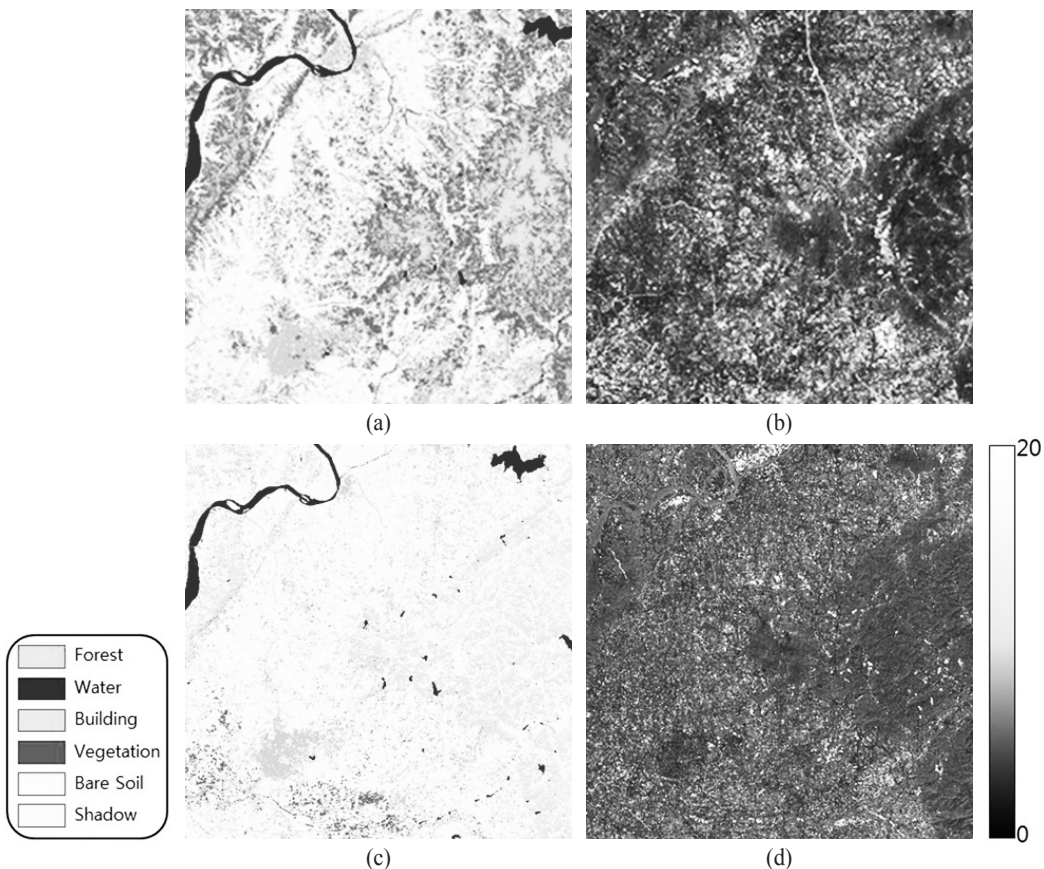 (a)
(b)
20
Forest
Water
Building
Vegetation
Bare Soil
Shadow
0
(c)
(d)